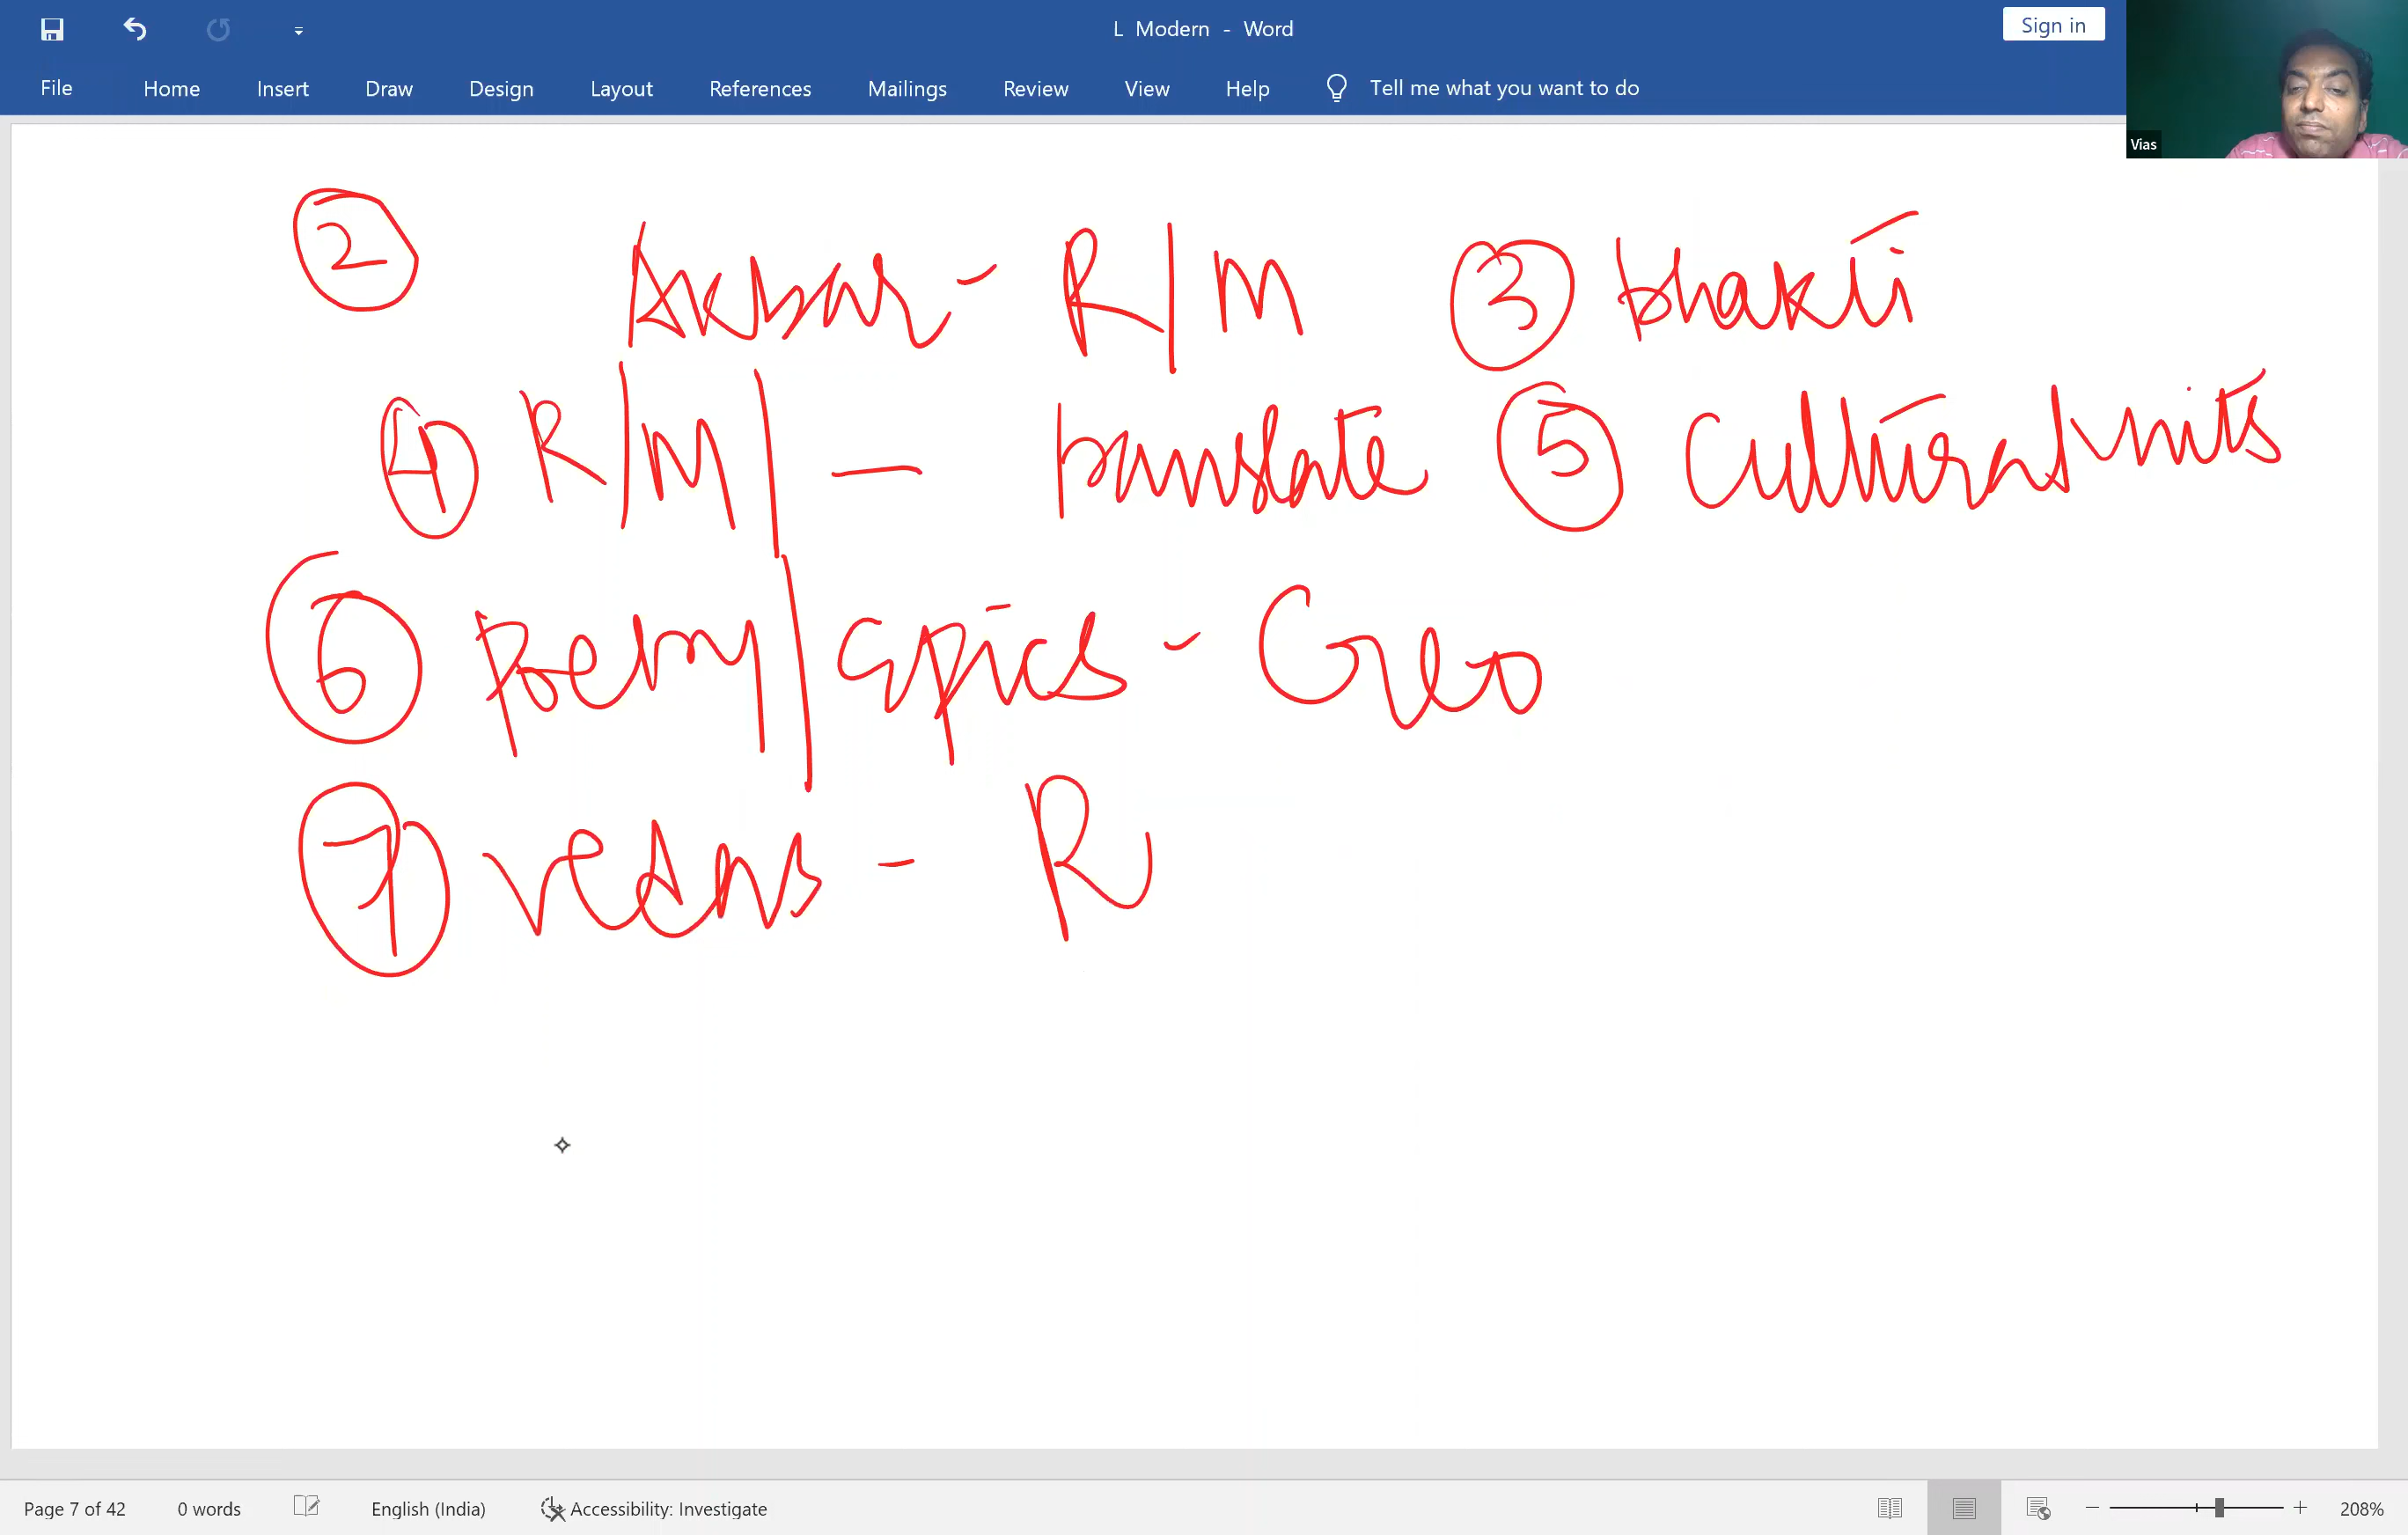 L Modern - Word
Sign in
File Home Insert Draw Design Layout References Mailings Review View Help Tell me what you want to do
Vias
2 Akbar - R/M 3 bhakti
4 R/M/ — translate 5 Cultural units
6 Poem/ epics - Geo
7 vedas - R
Page 7 of 42 0 words English (India) Accessibility: Investigate 208%